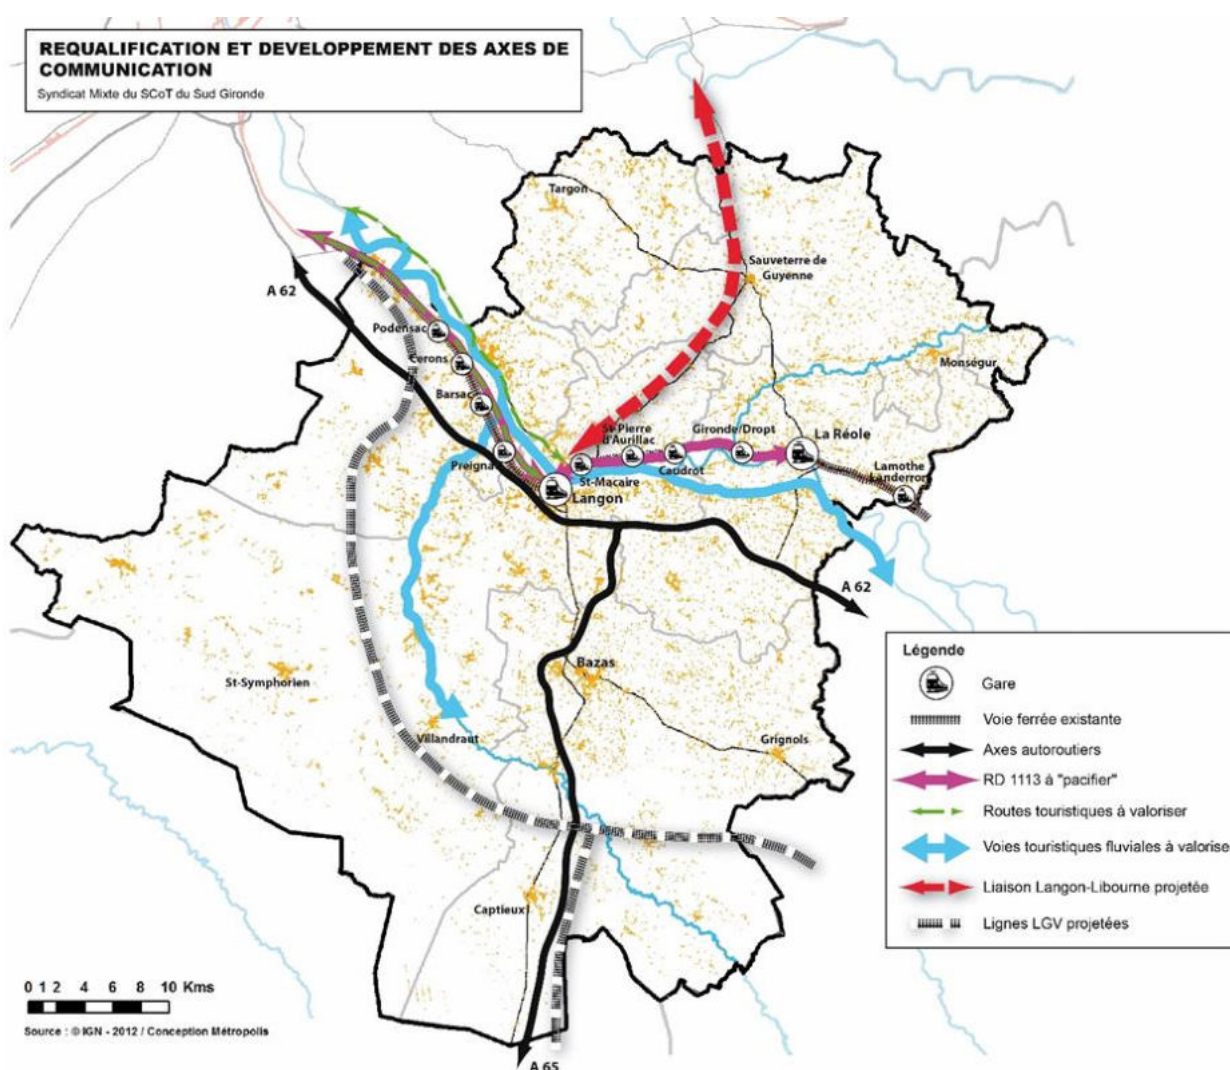 REQUALIFICATION ET DEVELOPPEMENT DES AXES DE
COMMUNICATION
Syndicat Mixte du SCoT du Sud Gironde
Targon
Sauveterre de
Guyenne
A 62
Podensac
Cerons
Monségur
Barsac
St-Pierre
d'Aurillac
Gironde/Dropt
La Réole
Preignac
Caudrot
Lamothe
Landerron
St-Macaire
Langon
A 62
Bazas
St-Symphorien
Villandraut
Grignols
Captieux
A 65
Légende
Gare
Voie ferrée existante
Axes autoroutiers
RD 1113 à "pacifier"
Routes touristiques à valoriser
Voies touristiques fluviales à valorise
Liaison Langon-Libourne projetée
Lignes LGV projetées
0 1 2 4 6 8 10 Kms
Source : © IGN - 2012 / Conception Métropolis